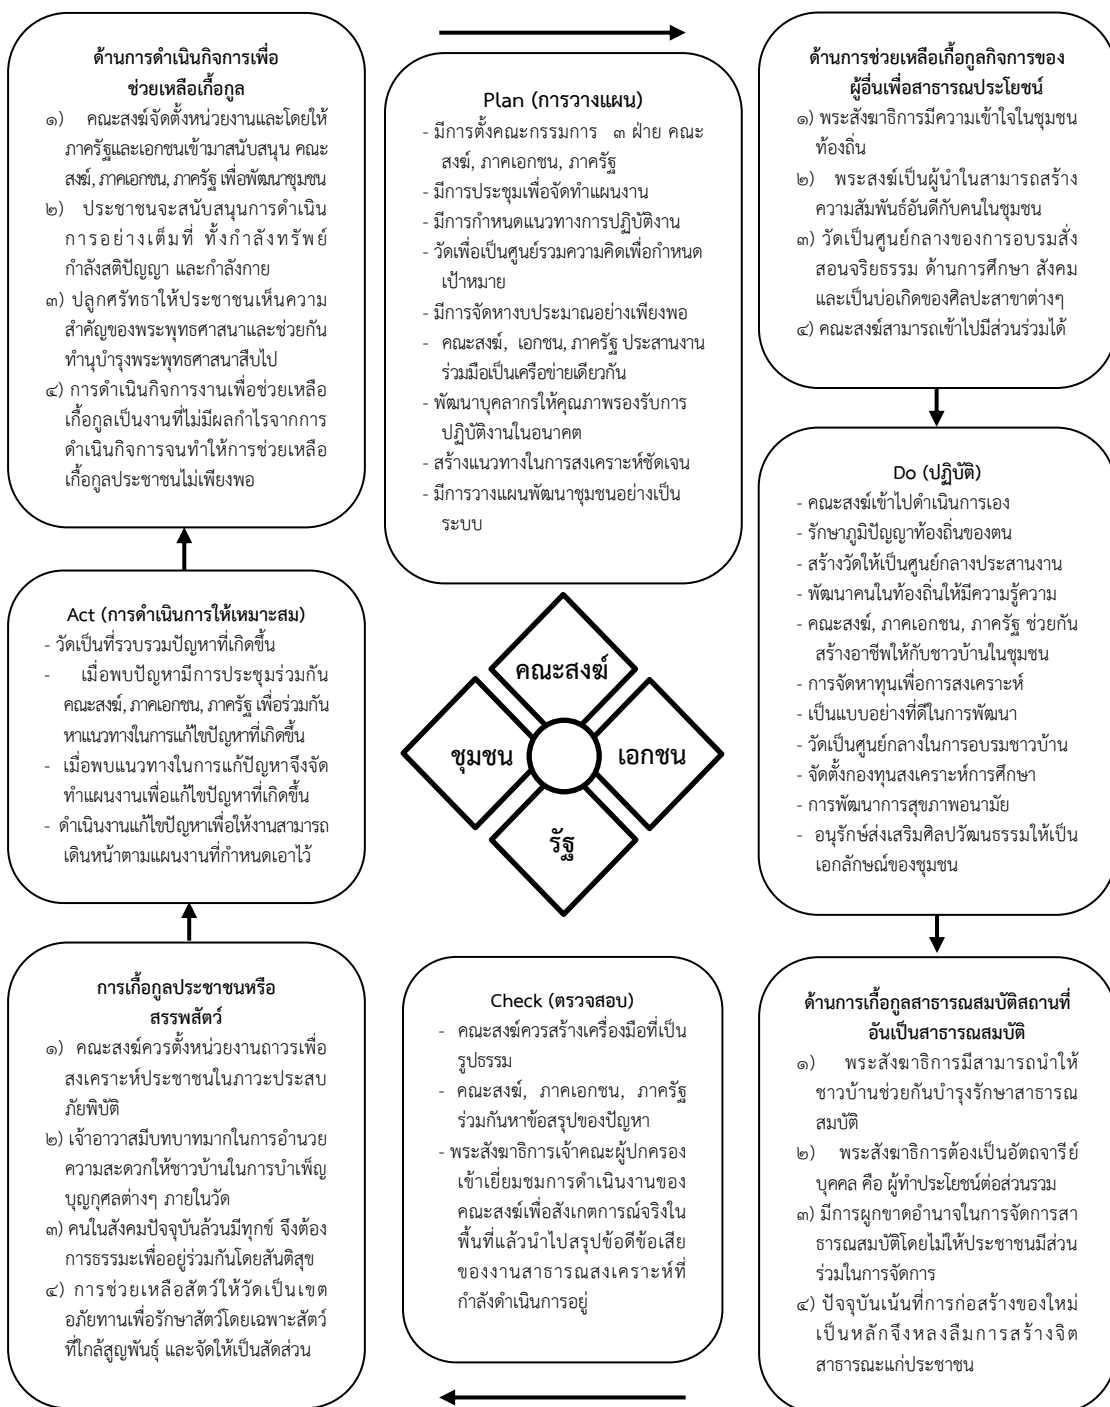 ด้านการดำเนินกิจการเพื่อ
ช่วยเหลือเกื้อกูล
๑) คณะสงฆ์จัดตั้งหน่วยงานและโดยให้
ภาครัฐและเอกชนเข้ามาสนับสนุน คณะ
สงฆ์, ภาคเอกชน, ภาครัฐ เพื่อพัฒนาชุมชน
๒) ประชาชนจะสนับสนุนการดำเนิน
การอย่างเต็มที่ ทั้งกำลังทรัพย์
กำลังสติปัญญา และกำลังกาย
๓) ปลูกศรัทธาให้ประชาชนเห็นความ
สำคัญของพระพุทธศาสนาและช่วยกัน
ทำนุบำรุงพระพุทธศาสนาสืบไป
๔) การดำเนินกิจการงานเพื่อช่วยเหลือ
เกื้อกูลเป็นงานที่ไม่มีผลกำไรจากการ
ดำเนินกิจการจนทำให้การช่วยเหลือ
เกื้อกูลประชาชนไม่เพียงพอ
Plan (การวางแผน)
- มีการตั้งคณะกรรมการ ๓ ฝ่าย คณะ
สงฆ์, ภาคเอกชน, ภาครัฐ
- มีการประชุมเพื่อจัดทำแผนงาน
- มีการกำหนดแนวทางการปฏิบัติงาน
- วัดเพื่อเป็นศูนย์รวมความคิดเพื่อกำหนด
เป้าหมาย
- มีการจัดหางบประมาณอย่างเพียงพอ
- คณะสงฆ์, เอกชน, ภาครัฐ ประสานงาน
ร่วมมือเป็นเครือข่ายเดียวกัน
- พัฒนาบุคลากรให้คุณภาพรองรับการ
ปฏิบัติงานในอนาคต
- สร้างแนวทางในการสงเคราะห์ชัดเจน
- มีการวางแผนพัฒนาชุมชนอย่างเป็น
ระบบ
ด้านการช่วยเหลือเกื้อกูลกิจการของ
ผู้อื่นเพื่อสาธารณประโยชน์
๑) พระสังฆาธิการมีความเข้าใจในชุมชน
ท้องถิ่น
๒) พระสงฆ์เป็นผู้นำในสามารถสร้าง
ความสัมพันธ์อันดีกับคนในชุมชน
๓) วัดเป็นศูนย์กลางของการอบรมสั่ง
สอนจริยธรรม ด้านการศึกษา สังคม
และเป็นบ่อเกิดของศิลปะสาขาต่างๆ
๔) คณะสงฆ์สามารถเข้าไปมีส่วนร่วมได้
Do (ปฏิบัติ)
- คณะสงฆ์เข้าไปดำเนินการเอง
- รักษาภูมิปัญญาท้องถิ่นของตน
- สร้างวัดให้เป็นศูนย์กลางประสานงาน
- พัฒนาคนในท้องถิ่นให้มีความรู้ความ
- คณะสงฆ์, ภาคเอกชน, ภาครัฐ ช่วยกัน
สร้างอาชีพให้กับชาวบ้านในชุมชน
- การจัดหาทุนเพื่อการสงเคราะห์
- เป็นแบบอย่างที่ดีในการพัฒนา
- วัดเป็นศูนย์กลางในการอบรมชาวบ้าน
- จัดตั้งกองทุนสงเคราะห์การศึกษา
- การพัฒนาการสุขภาพอนามัย
- อนุรักษ์ส่งเสริมศิลปวัฒนธรรมให้เป็น
เอกลักษณ์ของชุมชน
Act (การดำเนินการให้เหมาะสม)
- วัดเป็นที่รวบรวมปัญหาที่เกิดขึ้น
- เมื่อพบปัญหามีการประชุมร่วมกัน
คณะสงฆ์, ภาคเอกชน, ภาครัฐ เพื่อร่วมกัน
หาแนวทางในการแก้ไขปัญหาที่เกิดขึ้น
- เมื่อพบแนวทางในการแก้ปัญหาจึงจัด
ทำแผนงานเพื่อแก้ไขปัญหาที่เกิดขึ้น
- ดำเนินงานแก้ไขปัญหาเพื่อให้งานสามารถ
เดินหน้าตามแผนงานที่กำหนดเอาไว้
คณะสงฆ์
ชุมชน
เอกชน
รัฐ
การเกื้อกูลประชาชนหรือ
สรรพสัตว์
๑) คณะสงฆ์ควรตั้งหน่วยงานถาวรเพื่อ
สงเคราะห์ประชาชนในภาวะประสบ
ภัยพิบัติ
๒) เจ้าอาวาสมีบทบาทมากในการอำนวย
ความสะดวกให้ชาวบ้านในการบำเพ็ญ
บุญกุศลต่างๆ ภายในวัด
๓) คนในสังคมปัจจุบันล้วนมีทุกข์ จึงต้อง
การธรรมะเพื่ออยู่ร่วมกันโดยสันติสุข
๔) การช่วยเหลือสัตว์ให้วัดเป็นเขต
อภัยทานเพื่อรักษาสัตว์โดยเฉพาะสัตว์
ที่ใกล้สูญพันธุ์ และจัดให้เป็นสัดส่วน
Check (ตรวจสอบ)
- คณะสงฆ์ควรสร้างเครื่องมือที่เป็น
รูปธรรม
- คณะสงฆ์, ภาคเอกชน, ภาครัฐ
ร่วมกันหาข้อสรุปของปัญหา
- พระสังฆาธิการเจ้าคณะผู้ปกครอง
เข้าเยี่ยมชมการดำเนินงานของ
คณะสงฆ์เพื่อสังเกตการณ์จริงใน
พื้นที่แล้วนำไปสรุปข้อดีข้อเสีย
ของงานสาธารณสงเคราะห์ที่
กำลังดำเนินการอยู่
ด้านการเกื้อกูลสาธารณสมบัติสถานที่
อันเป็นสาธารณสมบัติ
๑) พระสังฆาธิการมีสามารถนำให้
ชาวบ้านช่วยกันบำรุงรักษาสาธารณ
สมบัติ
๒) พระสังฆาธิการต้องเป็นอัตถจารีย์
บุคคล คือ ผู้ทำประโยชน์ต่อส่วนรวม
๓) มีการผูกขาดอำนาจในการจัดการสา
ธารณสมบัติโดยไม่ให้ประชาชนมีส่วน
ร่วมในการจัดการ
๔) ปัจจุบันเน้นที่การก่อสร้างของใหม่
เป็นหลักจึงหลงลืมการสร้างจิต
สาธารณะแก่ประชาชน